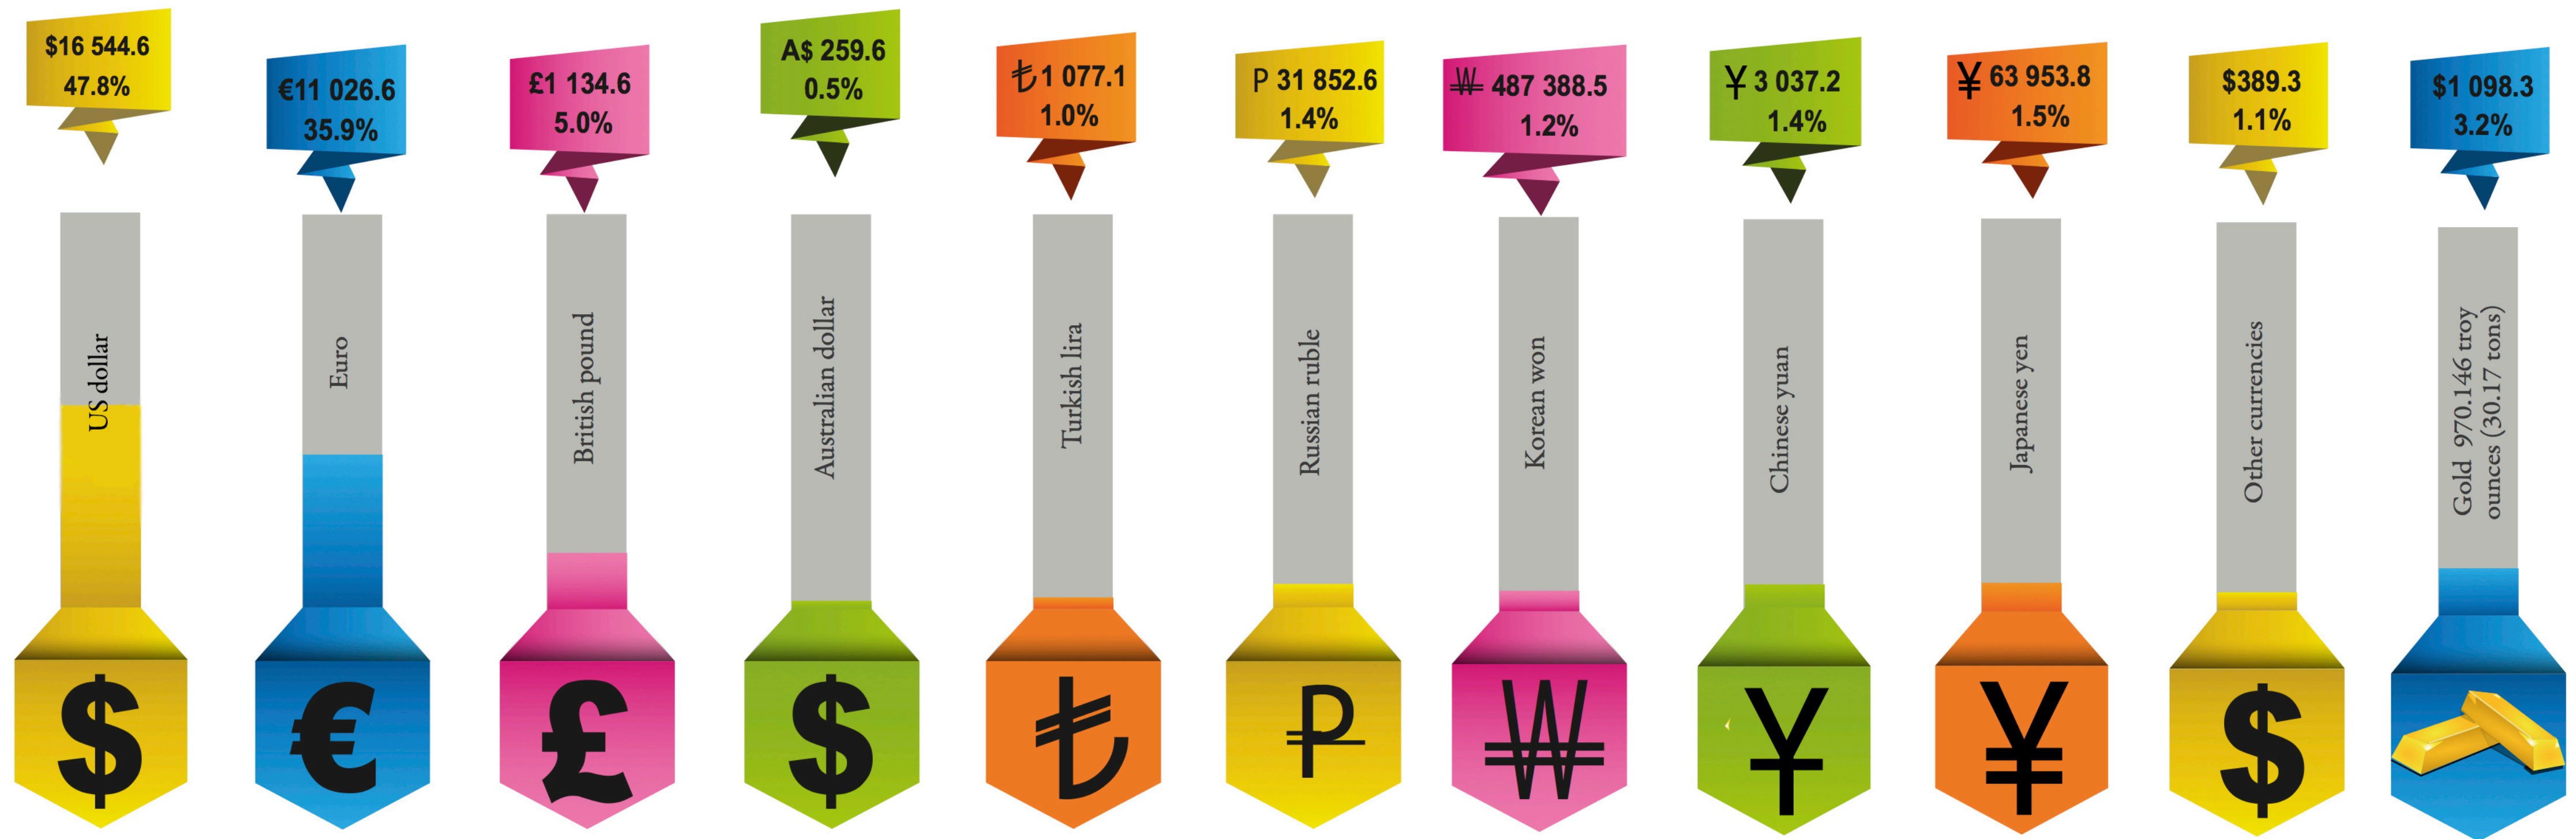 $16 544.6
47.8%
€11 026.6
35.9%
£1 134.6
5.0%
A$ 259.6
0.5%
₺1 077.1
1.0%
₽ 31 852.6
1.4%
₩ 487 388.5
1.2%
¥ 3 037.2
1.4%
¥ 63 953.8
1.5%
$389.3
1.1%
$1 098.3
3.2%
US dollar
Euro
British pound
Australian dollar
Turkish lira
Russian ruble
Korean won
Chinese yuan
Japanese yen
Other currencies
Gold 970.146 troy
ounces (30.17 tons)
$
€
£
$
₺
₽
₩
¥
¥
$